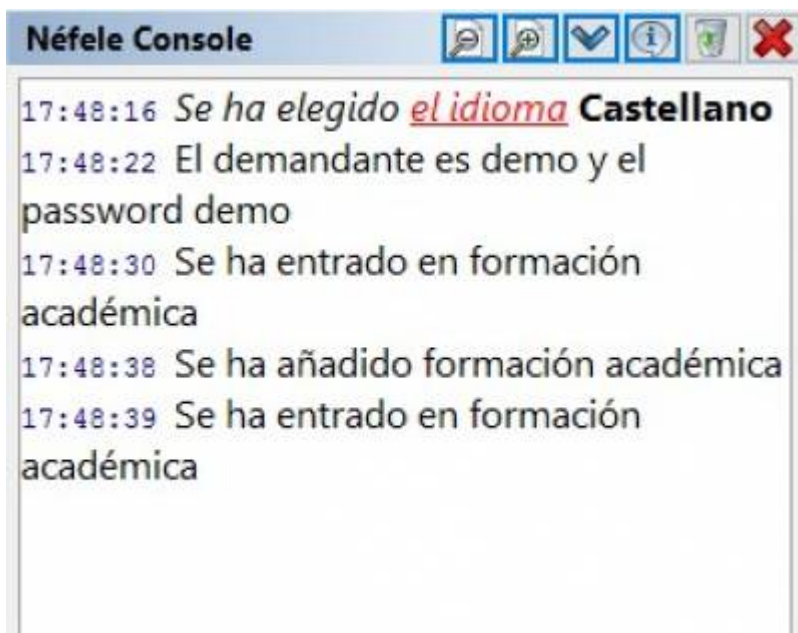 Néfele Console
17:48:16 Se ha elegido el idioma Castellano
17:48:22 El demandante es demo y el
password demo
17:48:30 Se ha entrado en formación
académica
17:48:38 Se ha añadido formación académica
17:48:39 Se ha entrado en formación
académica